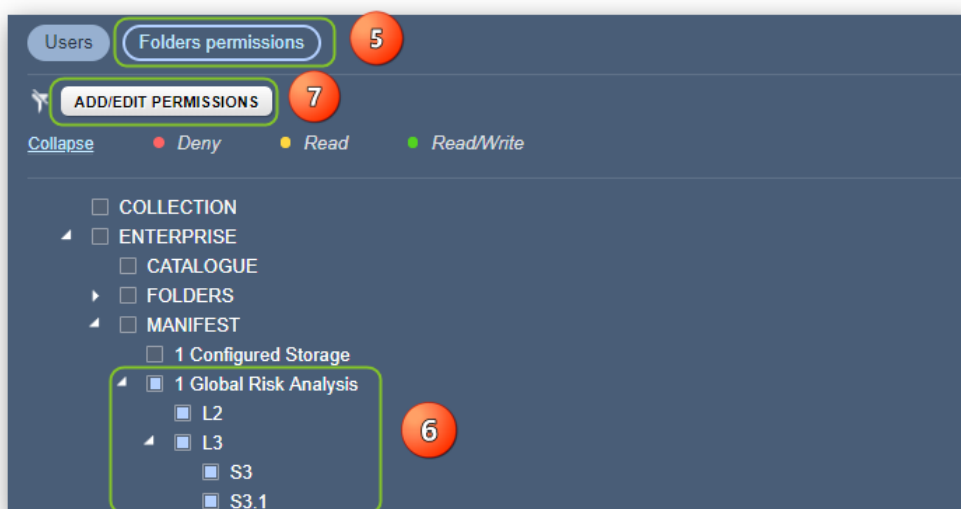 Users Folders permissions 5
ADD/EDIT PERMISSIONS 7
Collapse Deny Read Read/Write
COLLECTION
ENTERPRISE
CATALOGUE
FOLDERS
MANIFEST
1 Configured Storage
1 Global Risk Analysis
L2
L3 6
S3
S3.1